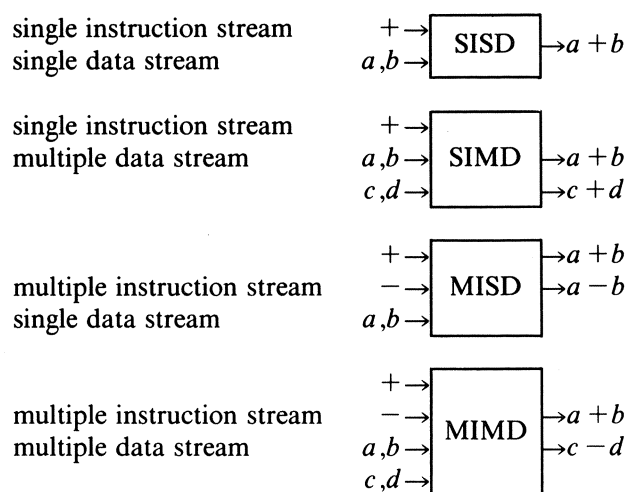 single instruction stream + → SISD → a + b
single data stream a,b →
single instruction stream + →
multiple data stream a,b → SIMD → a + b
c,d → → c + d
+ → → a + b
multiple instruction stream − → MISD → a − b
single data stream a,b →
+ →
multiple instruction stream − → MIMD → a + b
multiple data stream a,b → → c − d
c,d →